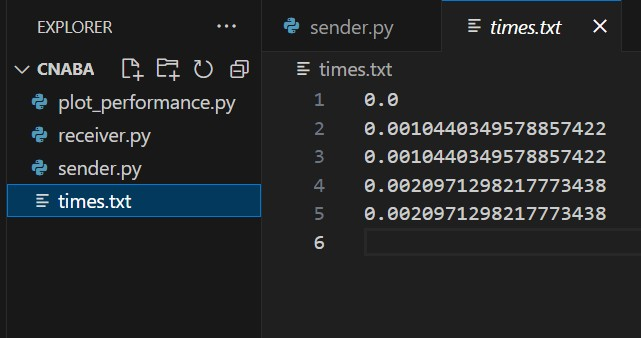 EXPLORER
CNABA
plot_performance.py
receiver.py
sender.py
times.txt
sender.py
times.txt
times.txt
1 0.0
2 0.0010440349578857422
3 0.0010440349578857422
4 0.0020971298217773438
5 0.0020971298217773438
6